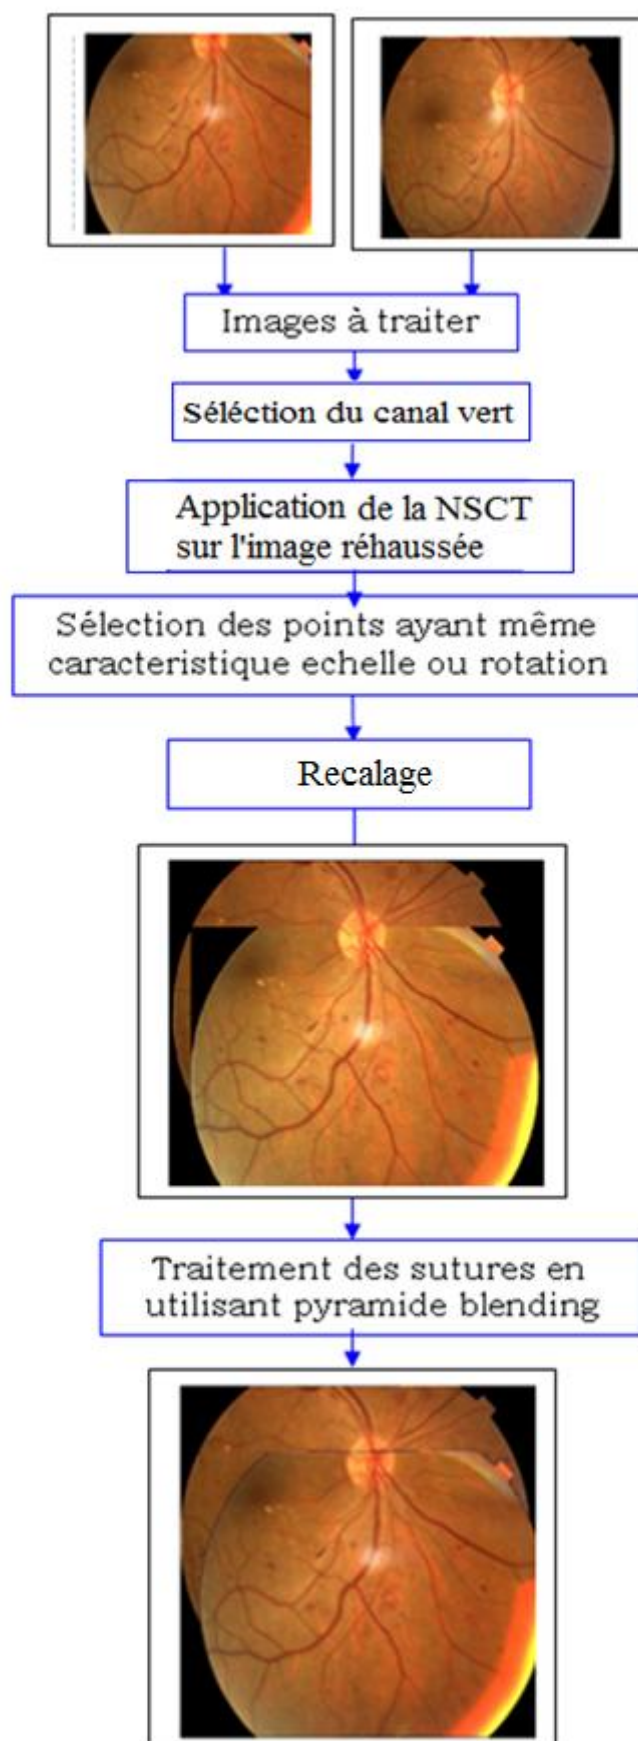 Images à traiter
Séléction du canal vert
Application de la NSCT
sur l'image réhaussée
Sélection des points ayant même
caracteristique echelle ou rotation
Recalage
Traitement des sutures en
utilisant pyramide blending